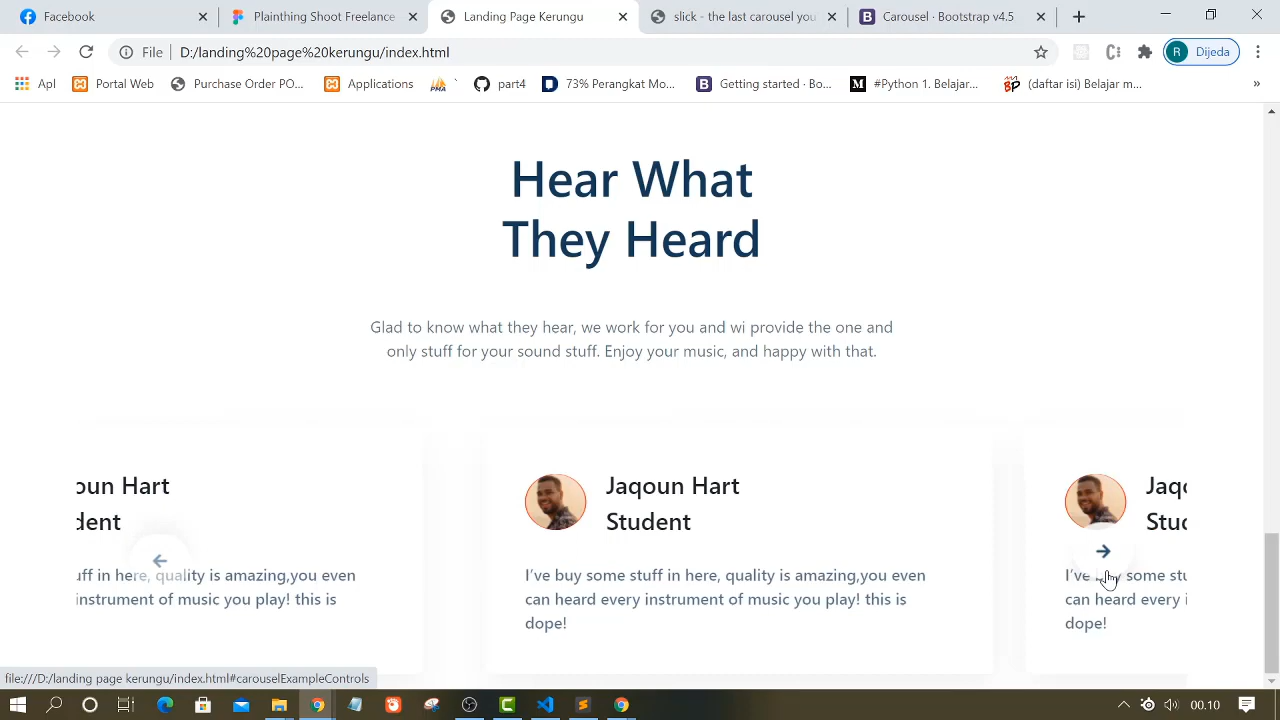 Facebook
Plainthing Shoot Freelance
Landing Page Kerungu
slick - the last carousel you
Carousel · Bootstrap v4.5
File
D:/landing%20page%20kerungu/index.html
R
Dijeda
Apl
Portal Web
Purchase Order PO...
Applications
PMA
part4
73% Perangkat Mo...
Getting started · Bo...
#Python 1. Belajar...
(daftar isi) Belajar m...
»
Hear What
They Heard
Glad to know what they hear, we work for you and wi provide the one and
only stuff for your sound stuff. Enjoy your music, and happy with that.
oun Hart
dent
uff in here, quality is amazing,you even
instrument of music you play! this is
Jaqoun Hart
Student
I've buy some stuff in here, quality is amazing,you even
can heard every instrument of music you play! this is
dope!
Jaqo
Stud
I've buy some stu
can heard every i
dope!
file:///D:/landing page kerungu/index.html#carouselExampleControls
00.10